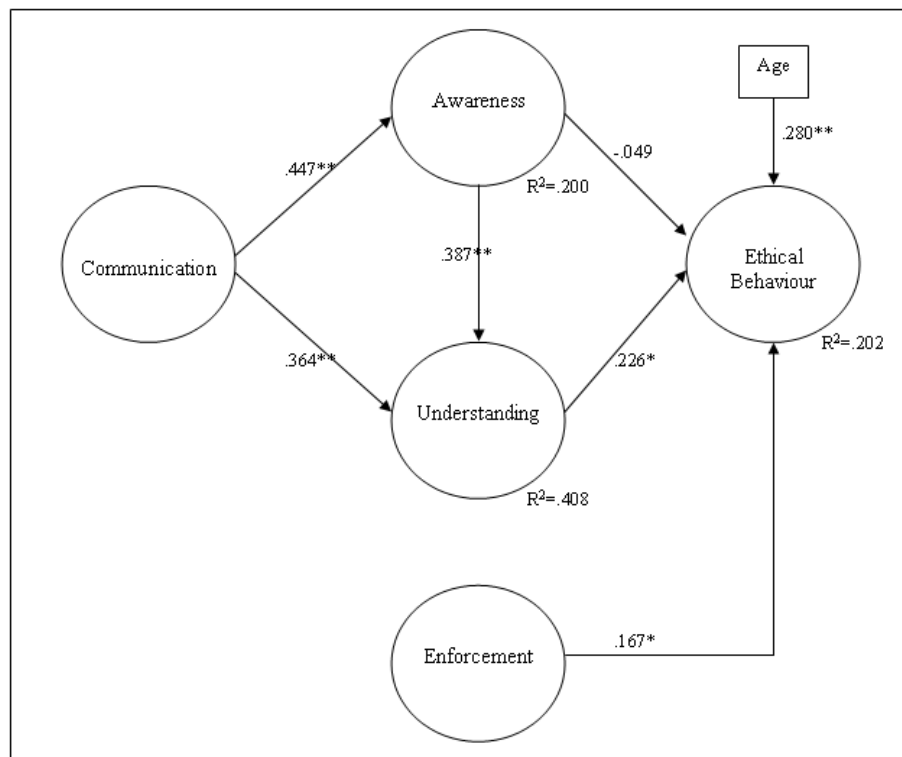 Awareness
Age
.280**
-.049
.447**
R²=.200
Communication
.387**
Ethical
Behaviour
R²=.202
.364**
.226*
Understanding
R²=.408
Enforcement
.167*